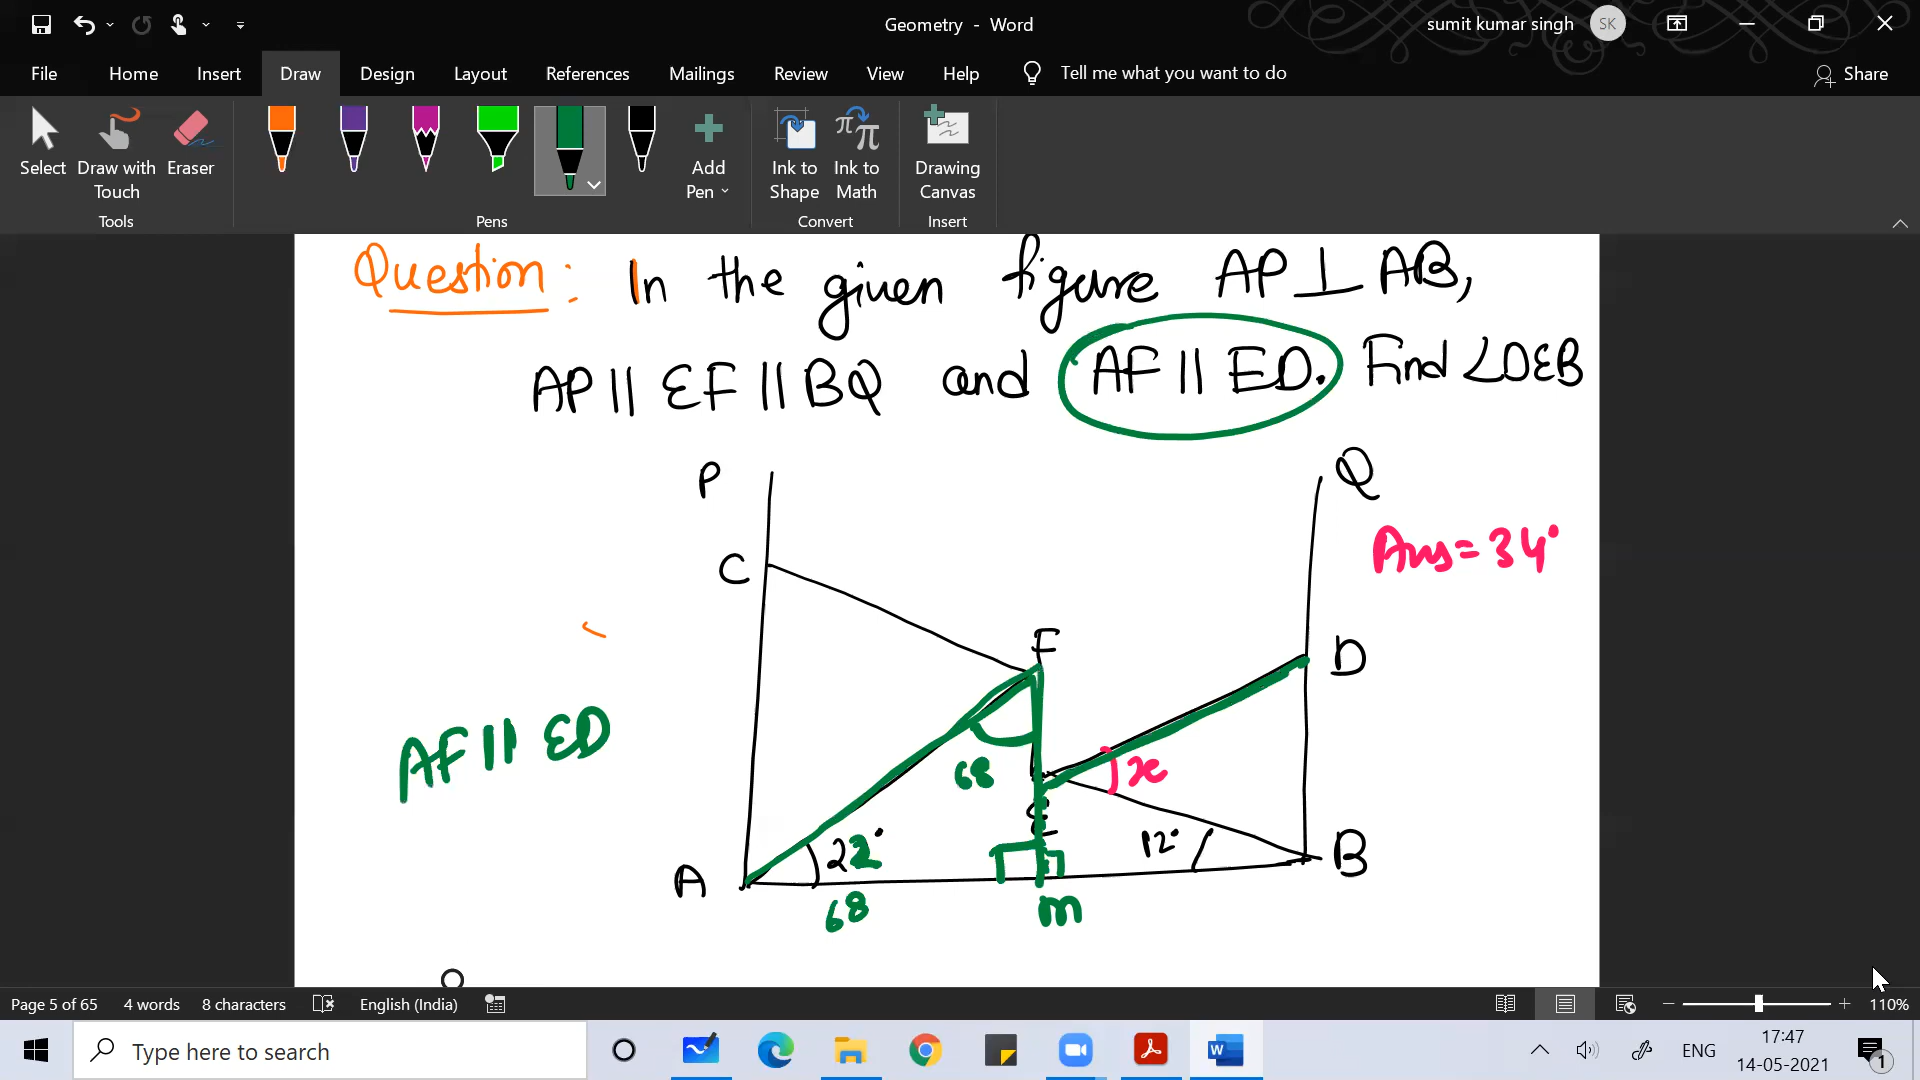 Geometry - Word
sumit kumar singh
SK
File Home Insert Draw Design Layout References Mailings Review View Help Tell me what you want to do
Share
Select
Draw with Touch
Eraser
Tools
Pens
Add Pen
Ink to Shape
Ink to Math
Convert
Drawing Canvas
Insert
Question: In the given figure AP ⊥ AB,
AP || EF || BQ and AF || ED. Find ∠DEB
P
Q
Ans = 34°
C
F
D
AF || ED
68
x
E
22°
12°
A
B
68
m
Page 5 of 65 4 words 8 characters English (India)
110%
Type here to search
ENG
17:47
14-05-2021
1